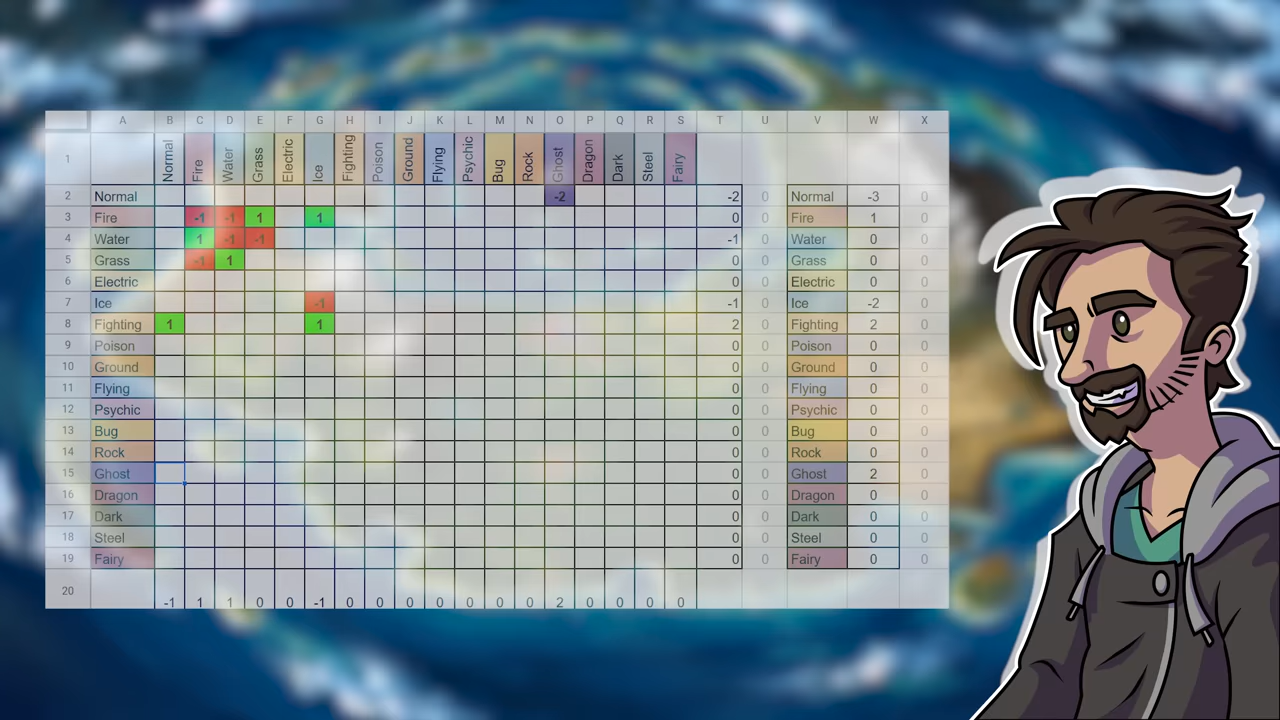 A B C D E F G H I J K L M N O P Q R S T U V W X
1 Normal Fire Water Grass Electric Ice Fighting Poison Ground Flying Psychic Bug Rock Ghost Dragon Dark Steel Fairy
2 Normal -2 -2 0 Normal -3 0
3 Fire -1 -1 1 1 0 0 Fire 1 0
4 Water 1 -1 -1 -1 0 Water 0 0
5 Grass -1 1 0 0 Grass 0 0
6 Electric 0 0 Electric 0 0
7 Ice -1 -1 0 Ice -2 0
8 Fighting 1 1 2 0 Fighting 2 0
9 Poison 0 0 Poison 0 0
10 Ground 0 0 Ground 0 0
11 Flying 0 0 Flying 0 0
12 Psychic 0 0 Psychic 0 0
13 Bug 0 0 Bug 0 0
14 Rock 0 0 Rock 0 0
15 Ghost 0 0 Ghost 2 0
16 Dragon 0 0 Dragon 0 0
17 Dark 0 0 Dark 0 0
18 Steel 0 0 Steel 0 0
19 Fairy 0 0 Fairy 0 0
20
-1 1 1 0 0 -1 0 0 0 0 0 0 0 2 0 0 0 0